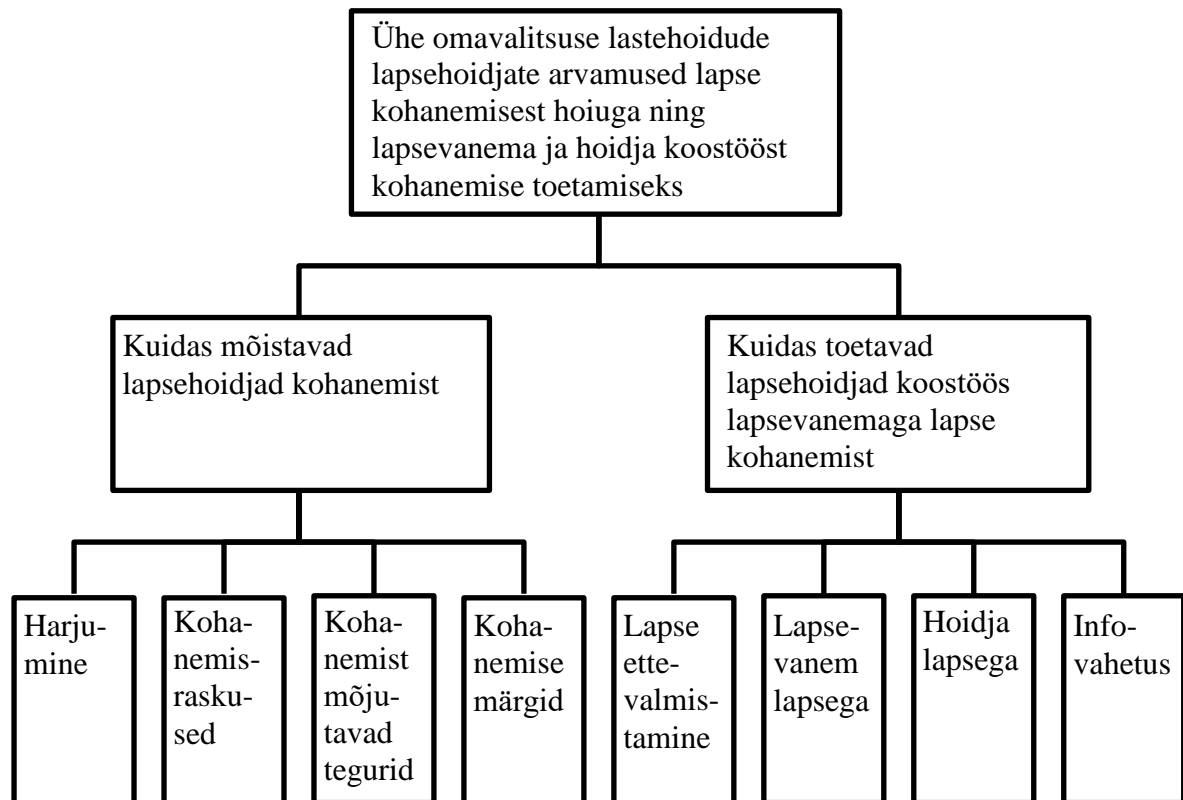 Ühe omavalitsuse lastehoidude
lapsehoidjate arvamused lapse
kohanemisest hoiuga ning
lapsevanema ja hoidja koostööst
kohanemise toetamiseks
Kuidas mõistavad
lapsehoidjad kohanemist
Kuidas toetavad
lapsehoidjad koostöös
lapsevanemaga lapse
kohanemist
Harju-
mine
Koha-
nemis-
rasku-
sed
Koha-
nemist
mõju-
tavad
tegurid
Koha-
nemise
märgid
Lapse
ette-
valmis-
tamine
Lapse-
vanem
lapsega
Hoidja
lapsega
Info-
vahetus